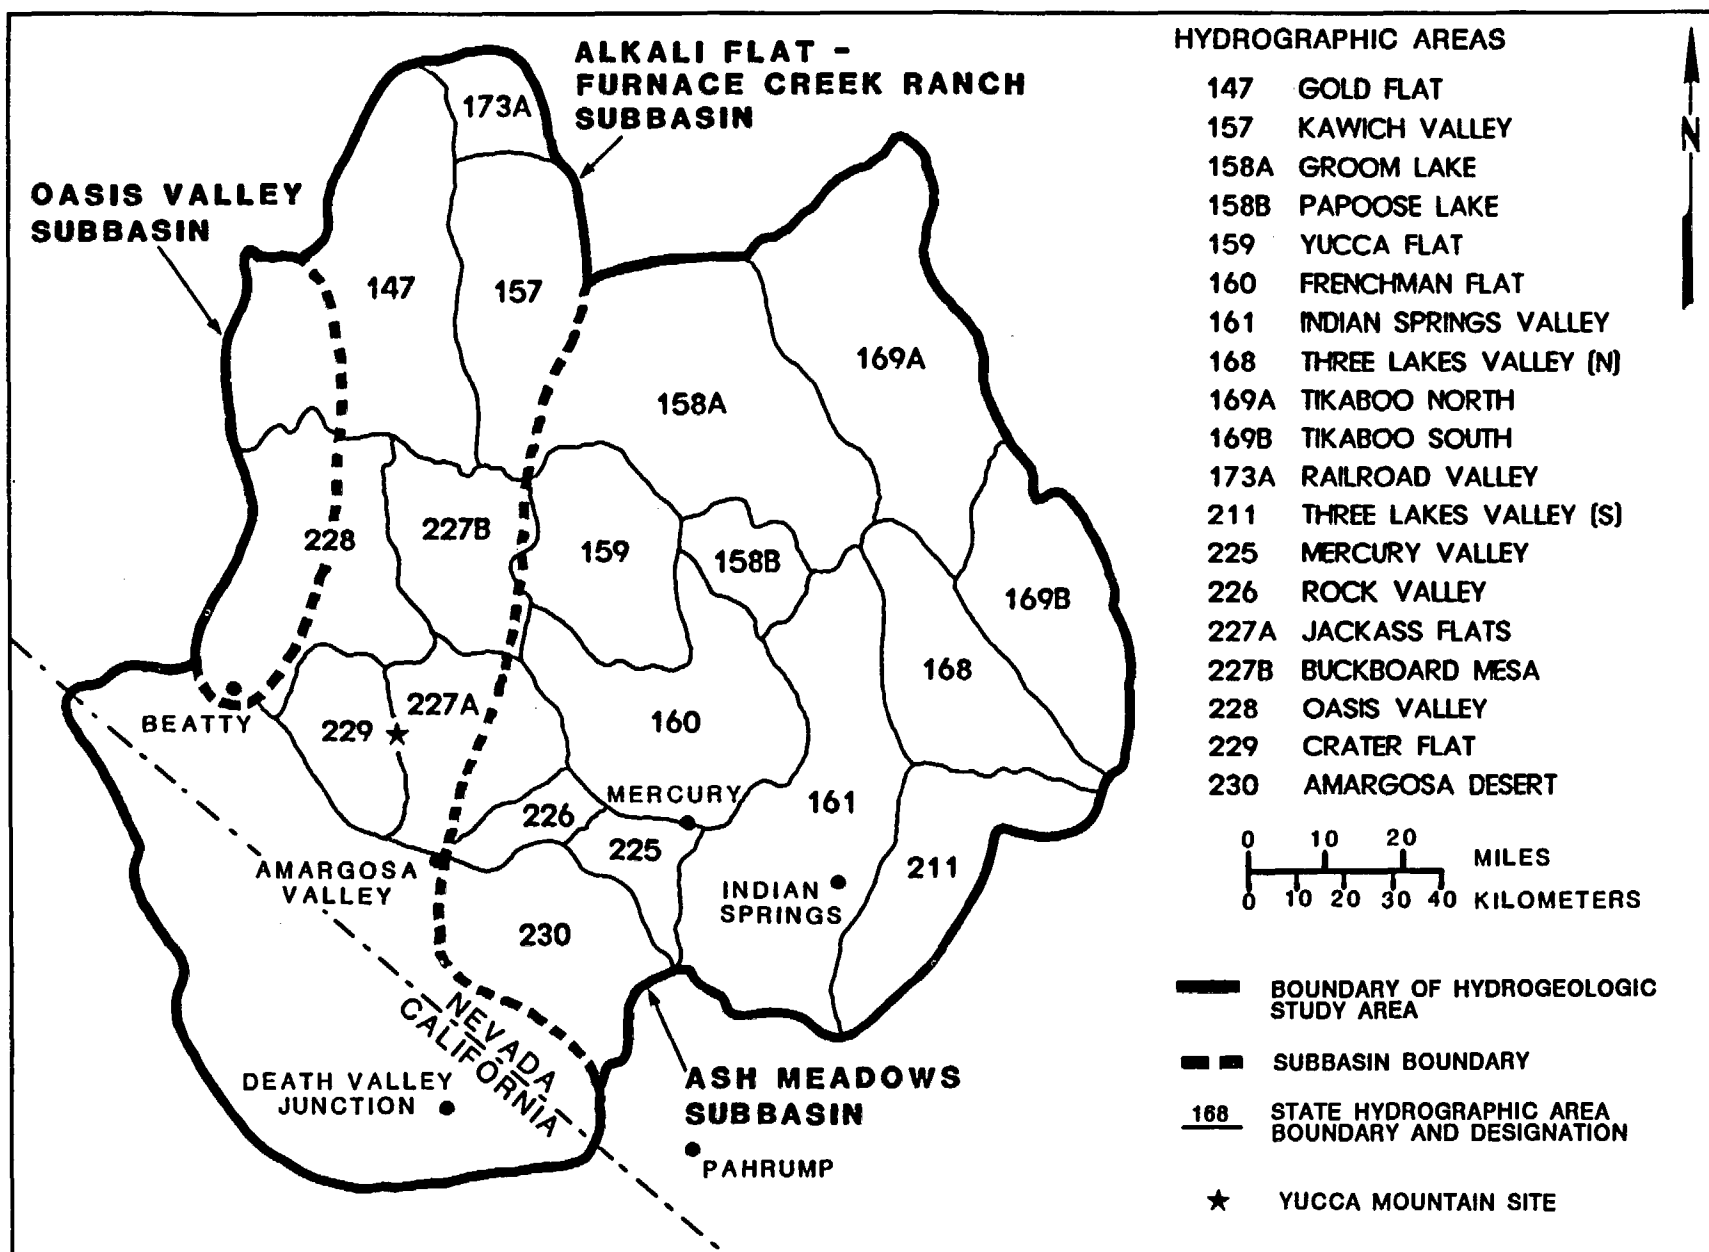 ALKALI FLAT -
FURNACE CREEK RANCH
SUBBASIN
OASIS VALLEY
SUBBASIN
173A
147
157
169A
158A
227B
228
159
158B
169B
168
227A
229
160
BEATTY
MERCURY
161
226
225
211
AMARGOSA
VALLEY
INDIAN
SPRINGS
230
NEVADA
CALIFORNIA
DEATH VALLEY
JUNCTION
ASH MEADOWS
SUBBASIN
PAHRUMP
HYDROGRAPHIC AREAS
147 GOLD FLAT
157 KAWICH VALLEY
158A GROOM LAKE
158B PAPOOSE LAKE
159 YUCCA FLAT
160 FRENCHMAN FLAT
161 INDIAN SPRINGS VALLEY
168 THREE LAKES VALLEY (N)
169A TIKABOO NORTH
169B TIKABOO SOUTH
173A RAILROAD VALLEY
211 THREE LAKES VALLEY (S)
225 MERCURY VALLEY
226 ROCK VALLEY
227A JACKASS FLATS
227B BUCKBOARD MESA
228 OASIS VALLEY
229 CRATER FLAT
230 AMARGOSA DESERT
N
0 10 20 MILES
0 10 20 30 40 KILOMETERS
BOUNDARY OF HYDROGEOLOGIC
STUDY AREA
SUBBASIN BOUNDARY
168 STATE HYDROGRAPHIC AREA
BOUNDARY AND DESIGNATION
YUCCA MOUNTAIN SITE